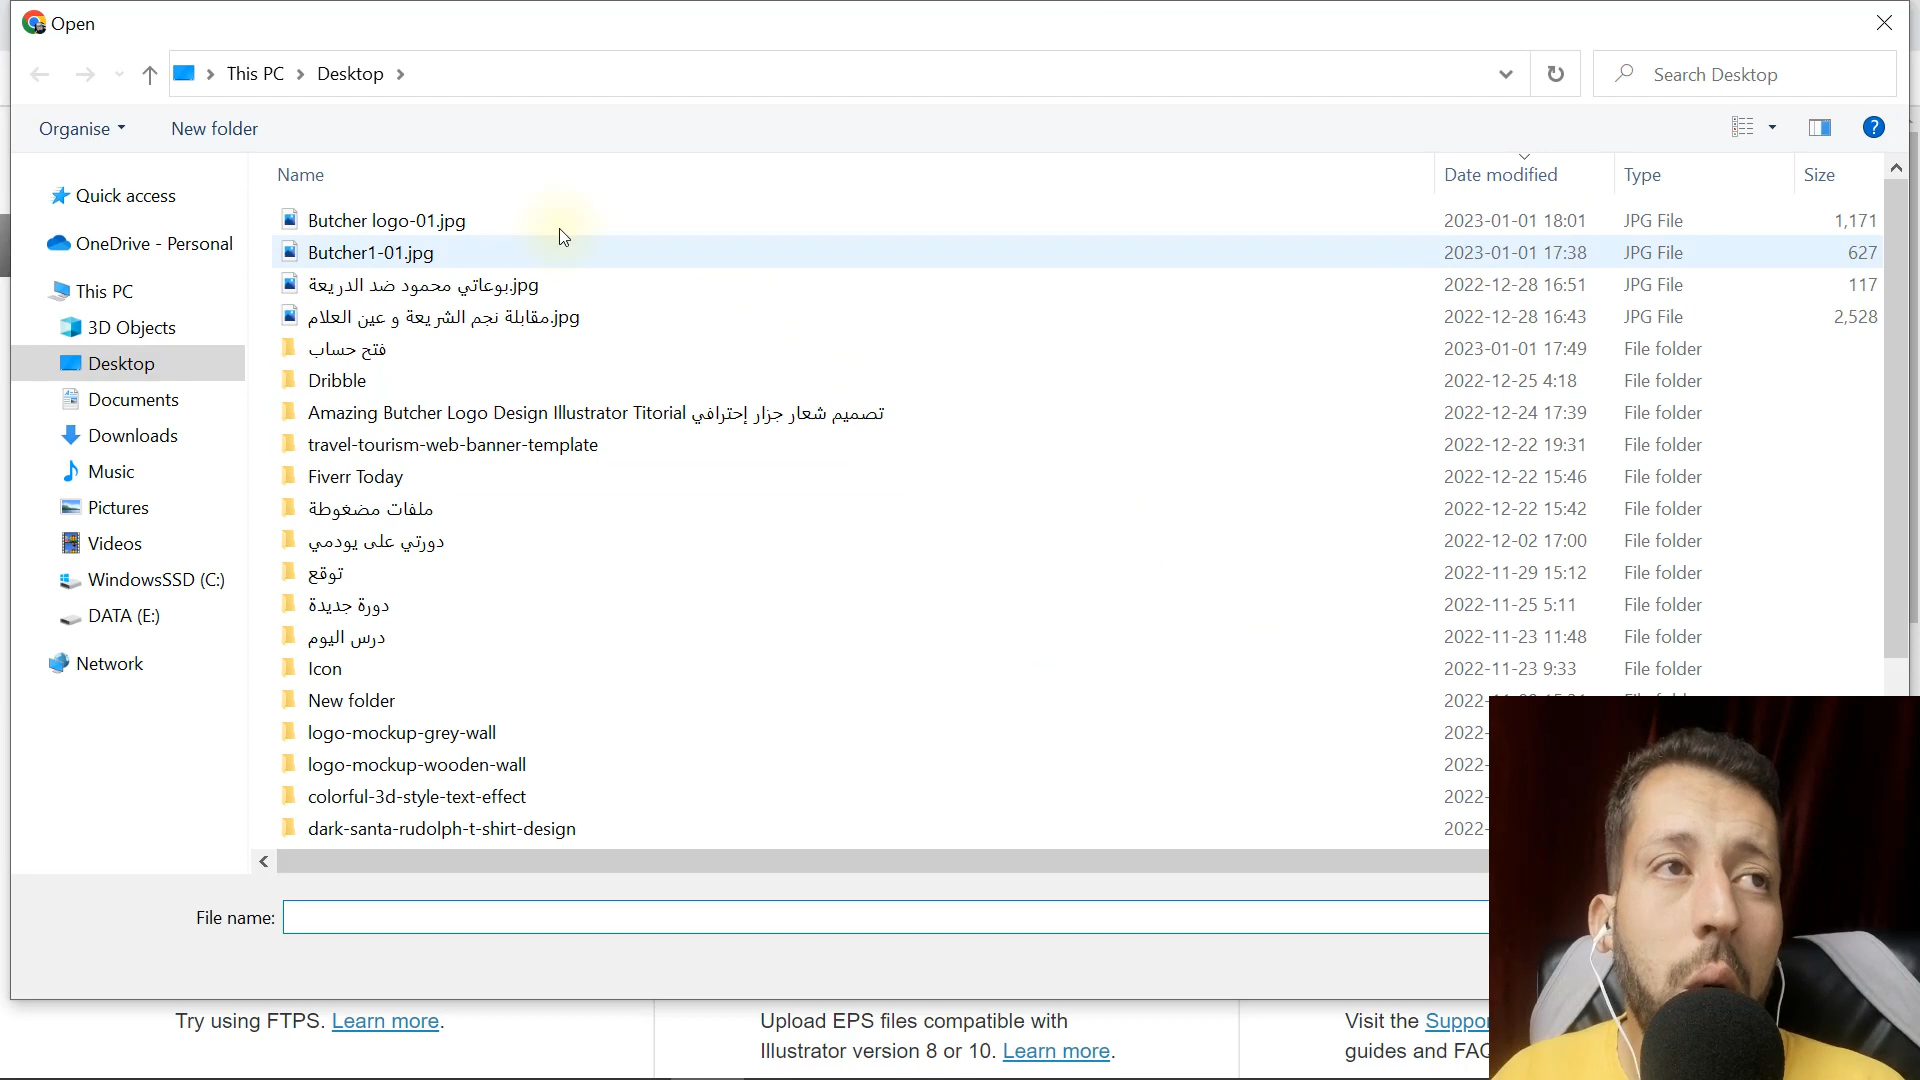 Open
This PC > Desktop >
Search Desktop
Organise
New folder
Name
Date modified
Type
Size
Quick access
OneDrive - Personal
This PC
3D Objects
Desktop
Documents
Downloads
Music
Pictures
Videos
WindowsSSD (C:)
DATA (E:)
Network
Butcher logo-01.jpg 2023-01-01 18:01 JPG File 1,171
Butcher1-01.jpg 2023-01-01 17:38 JPG File 627
بوعاتي محمود ضد الدريعة.jpg 2022-12-28 16:51 JPG File 117
مقابلة نجم الشريعة و عين العلام.jpg 2022-12-28 16:43 JPG File 2,528
فتح حساب 2023-01-01 17:49 File folder
Dribble 2022-12-25 4:18 File folder
Amazing Butcher Logo Design Illustrator Titorial تصميم شعار جزار إحترافي 2022-12-24 17:39 File folder
travel-tourism-web-banner-template 2022-12-22 19:31 File folder
Fiverr Today 2022-12-22 15:46 File folder
ملفات مضغوطة 2022-12-22 15:42 File folder
دورتي على يودمي 2022-12-02 17:00 File folder
توقع 2022-11-29 15:12 File folder
دورة جديدة 2022-11-25 5:11 File folder
درس اليوم 2022-11-23 11:48 File folder
Icon 2022-11-23 9:33 File folder
New folder 2022-
logo-mockup-grey-wall 2022-
logo-mockup-wooden-wall 2022-
colorful-3d-style-text-effect 2022-
dark-santa-rudolph-t-shirt-design 2022-
File name:
Try using FTPS. Learn more.
Upload EPS files compatible with
Illustrator version 8 or 10. Learn more.
Visit the Suppo
guides and FAQ